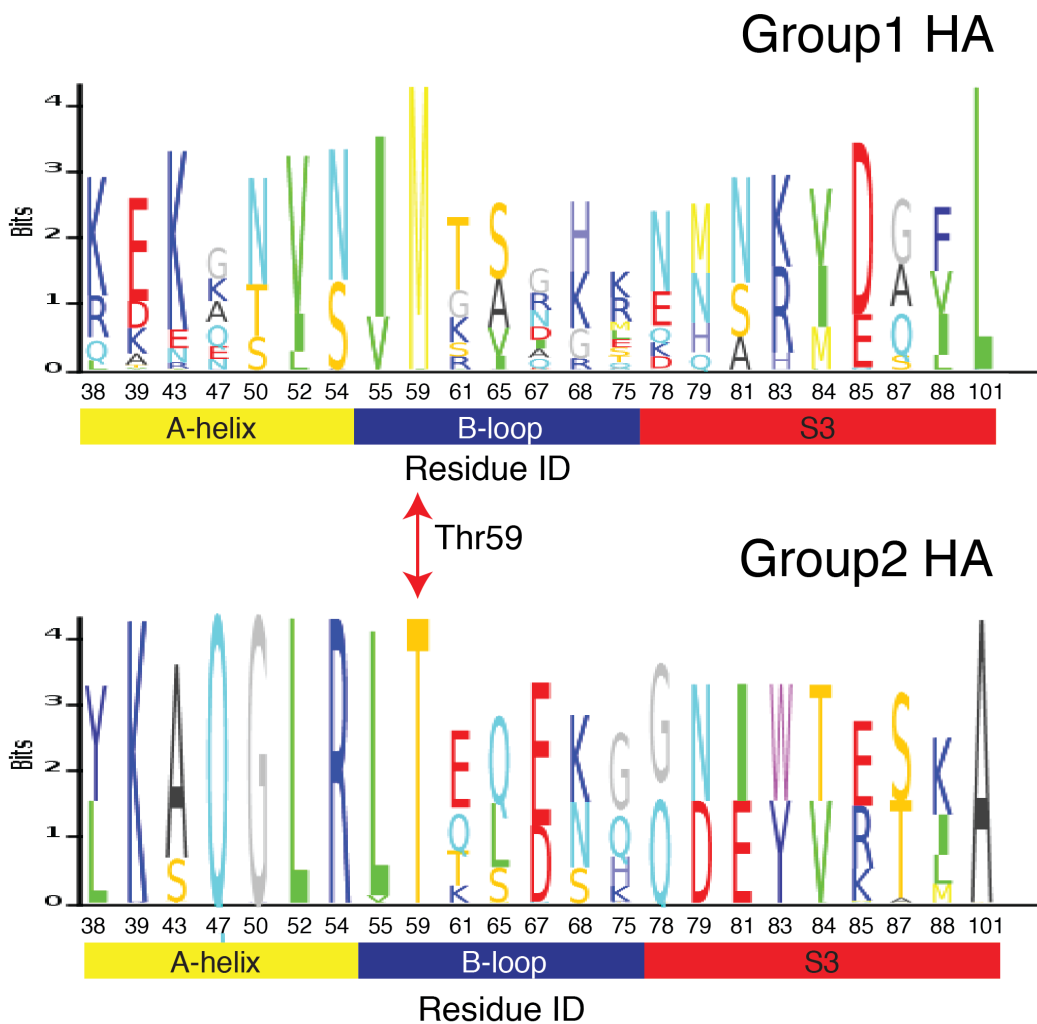 Group1 HA
4
3
2
1
0
Bits
K E K G N V N I M T S G H K N M N K Y D G F L
R D E K T I S V G A R K R E N S R I E A Y
Q K N A S L K V N G M Q H A H M Q I
A R Q S I D R L K Q S L
E R I E D
N A S
Q Q
38 39 43 47 50 52 54 55 59 61 65 67 68 75 78 79 81 83 84 85 87 88 101
A-helix B-loop S3
Residue ID
Thr59
Group2 HA
4
3
2
1
0
Bits
Y K A Q G L R L T E Q E K G G N I W T E S K A
L S Q L D N Q Q D E Y V R T I
T S S H K L
K K M
38 39 43 47 50 52 54 55 59 61 65 67 68 75 78 79 81 83 84 85 87 88 101
A-helix B-loop S3
Residue ID